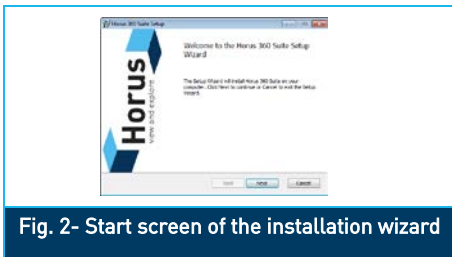 Horus 360 Suite Setup
Welcome to the Horus 360 Suite Setup
Wizard
The Setup Wizard will install Horus 360 Suite on your
computer. Click Next to continue or Cancel to exit the Setup
Wizard.
Horus
view and explore
Back
Next
Cancel
Fig. 2- Start screen of the installation wizard